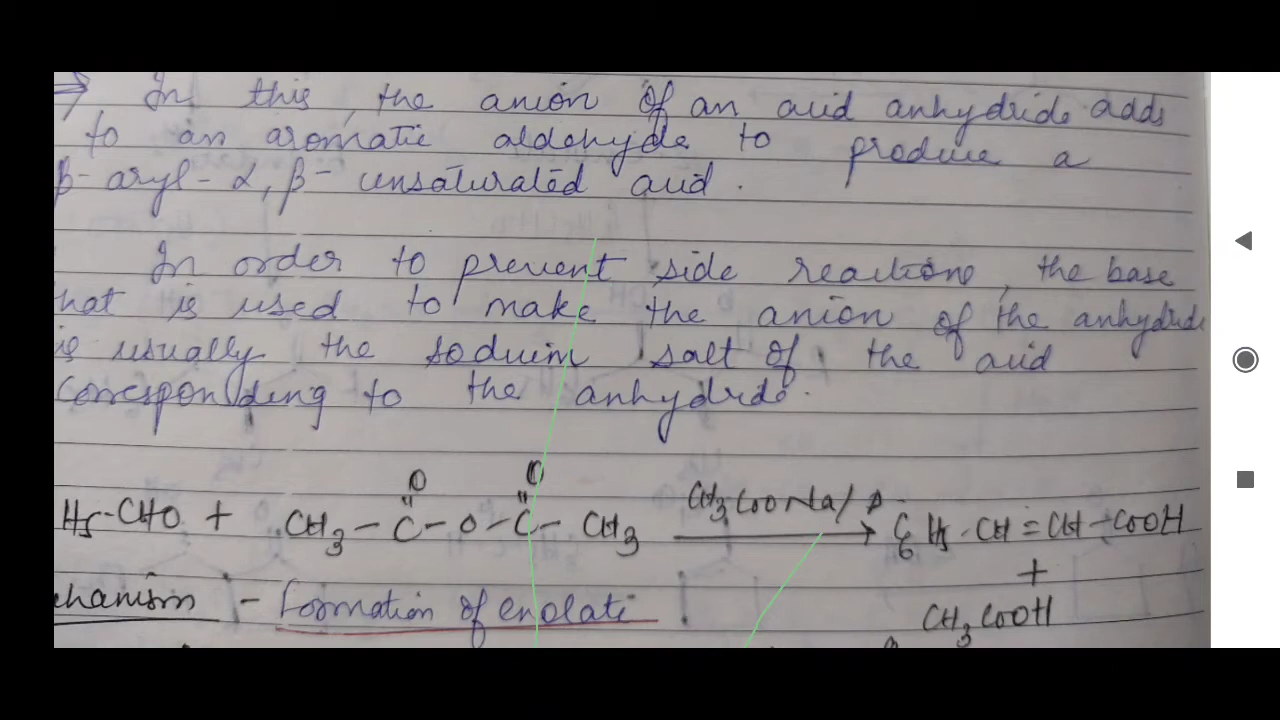 ⇒ In this, the anion of an acid anhydride adds
to an aromatic aldehyde to produce a
β-aryl-α,β-unsaturated acid.
In order to prevent side reactions, the base
hat is used to make the anion of the anhydride
is usually the sodium salt of the acid
corresponding to the anhydride.
O O
H5-CHO + CH3-C-O-C-CH3 CH3COONa/Δ → C6H5-CH=CH-COOH
+
hanism - Formation of enolate
CH3COOH